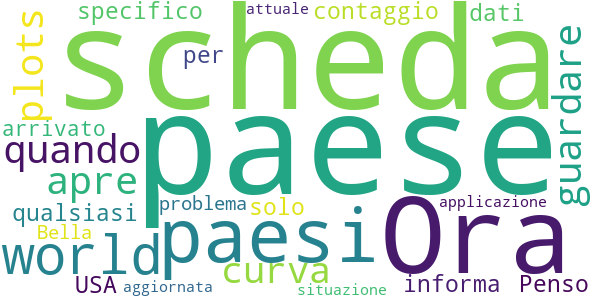 specifico
attuale
contaggio
dati
plots
scheda
per
guardare
arrivato
paese
quando
apre
qualsiasi
problema
solo
Ora
applicazione
Bella
world
paesi
curva
USA
aggiornata
situazione
informa
Penso